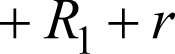 + R₁ + r